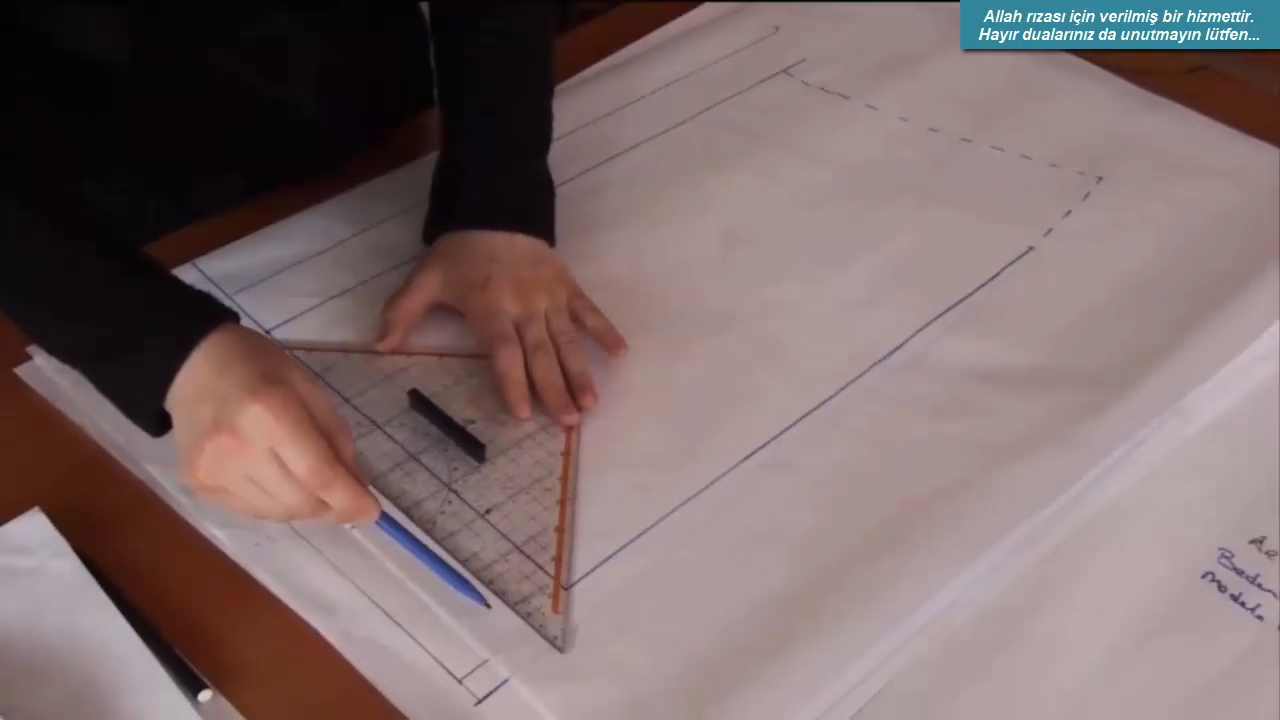 Allah rızası için verilmiş bir hizmettir.
Hayır dualarınız da unutmayın lütfen...